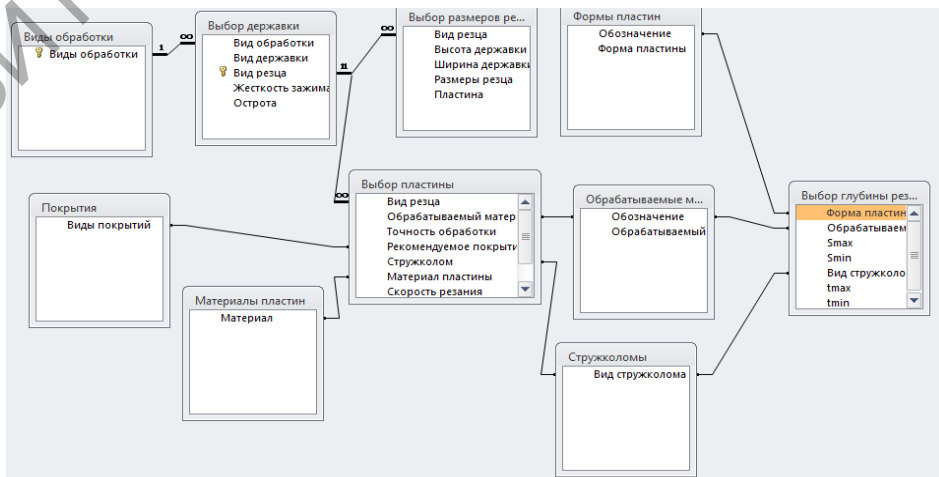 Виды обработки
Виды обработки
1
∞
Выбор державки
Вид обработки
Вид державки
Вид резца
Жесткость зажима
Острота
∞
Выбор размеров ре...
Вид резца
Высота державки
Ширина державки
Размеры резца
Пластина
Формы пластин
Обозначение
Форма пластины
∞
Покрытия
Виды покрытий
Материалы пластин
Материал
Выбор пластины
Вид резца
Обрабатываемый матер
Точность обработки
Рекомендуемое покрыти
Стружколом
Материал пластины
Скорость резания
Обрабатываемые м...
Обозначение
Обрабатываемый
Стружколомы
Вид стружколома
Выбор глубины рез...
Форма пластин
Обрабатываем
Smax
Smin
Вид стружколо
tmax
tmin